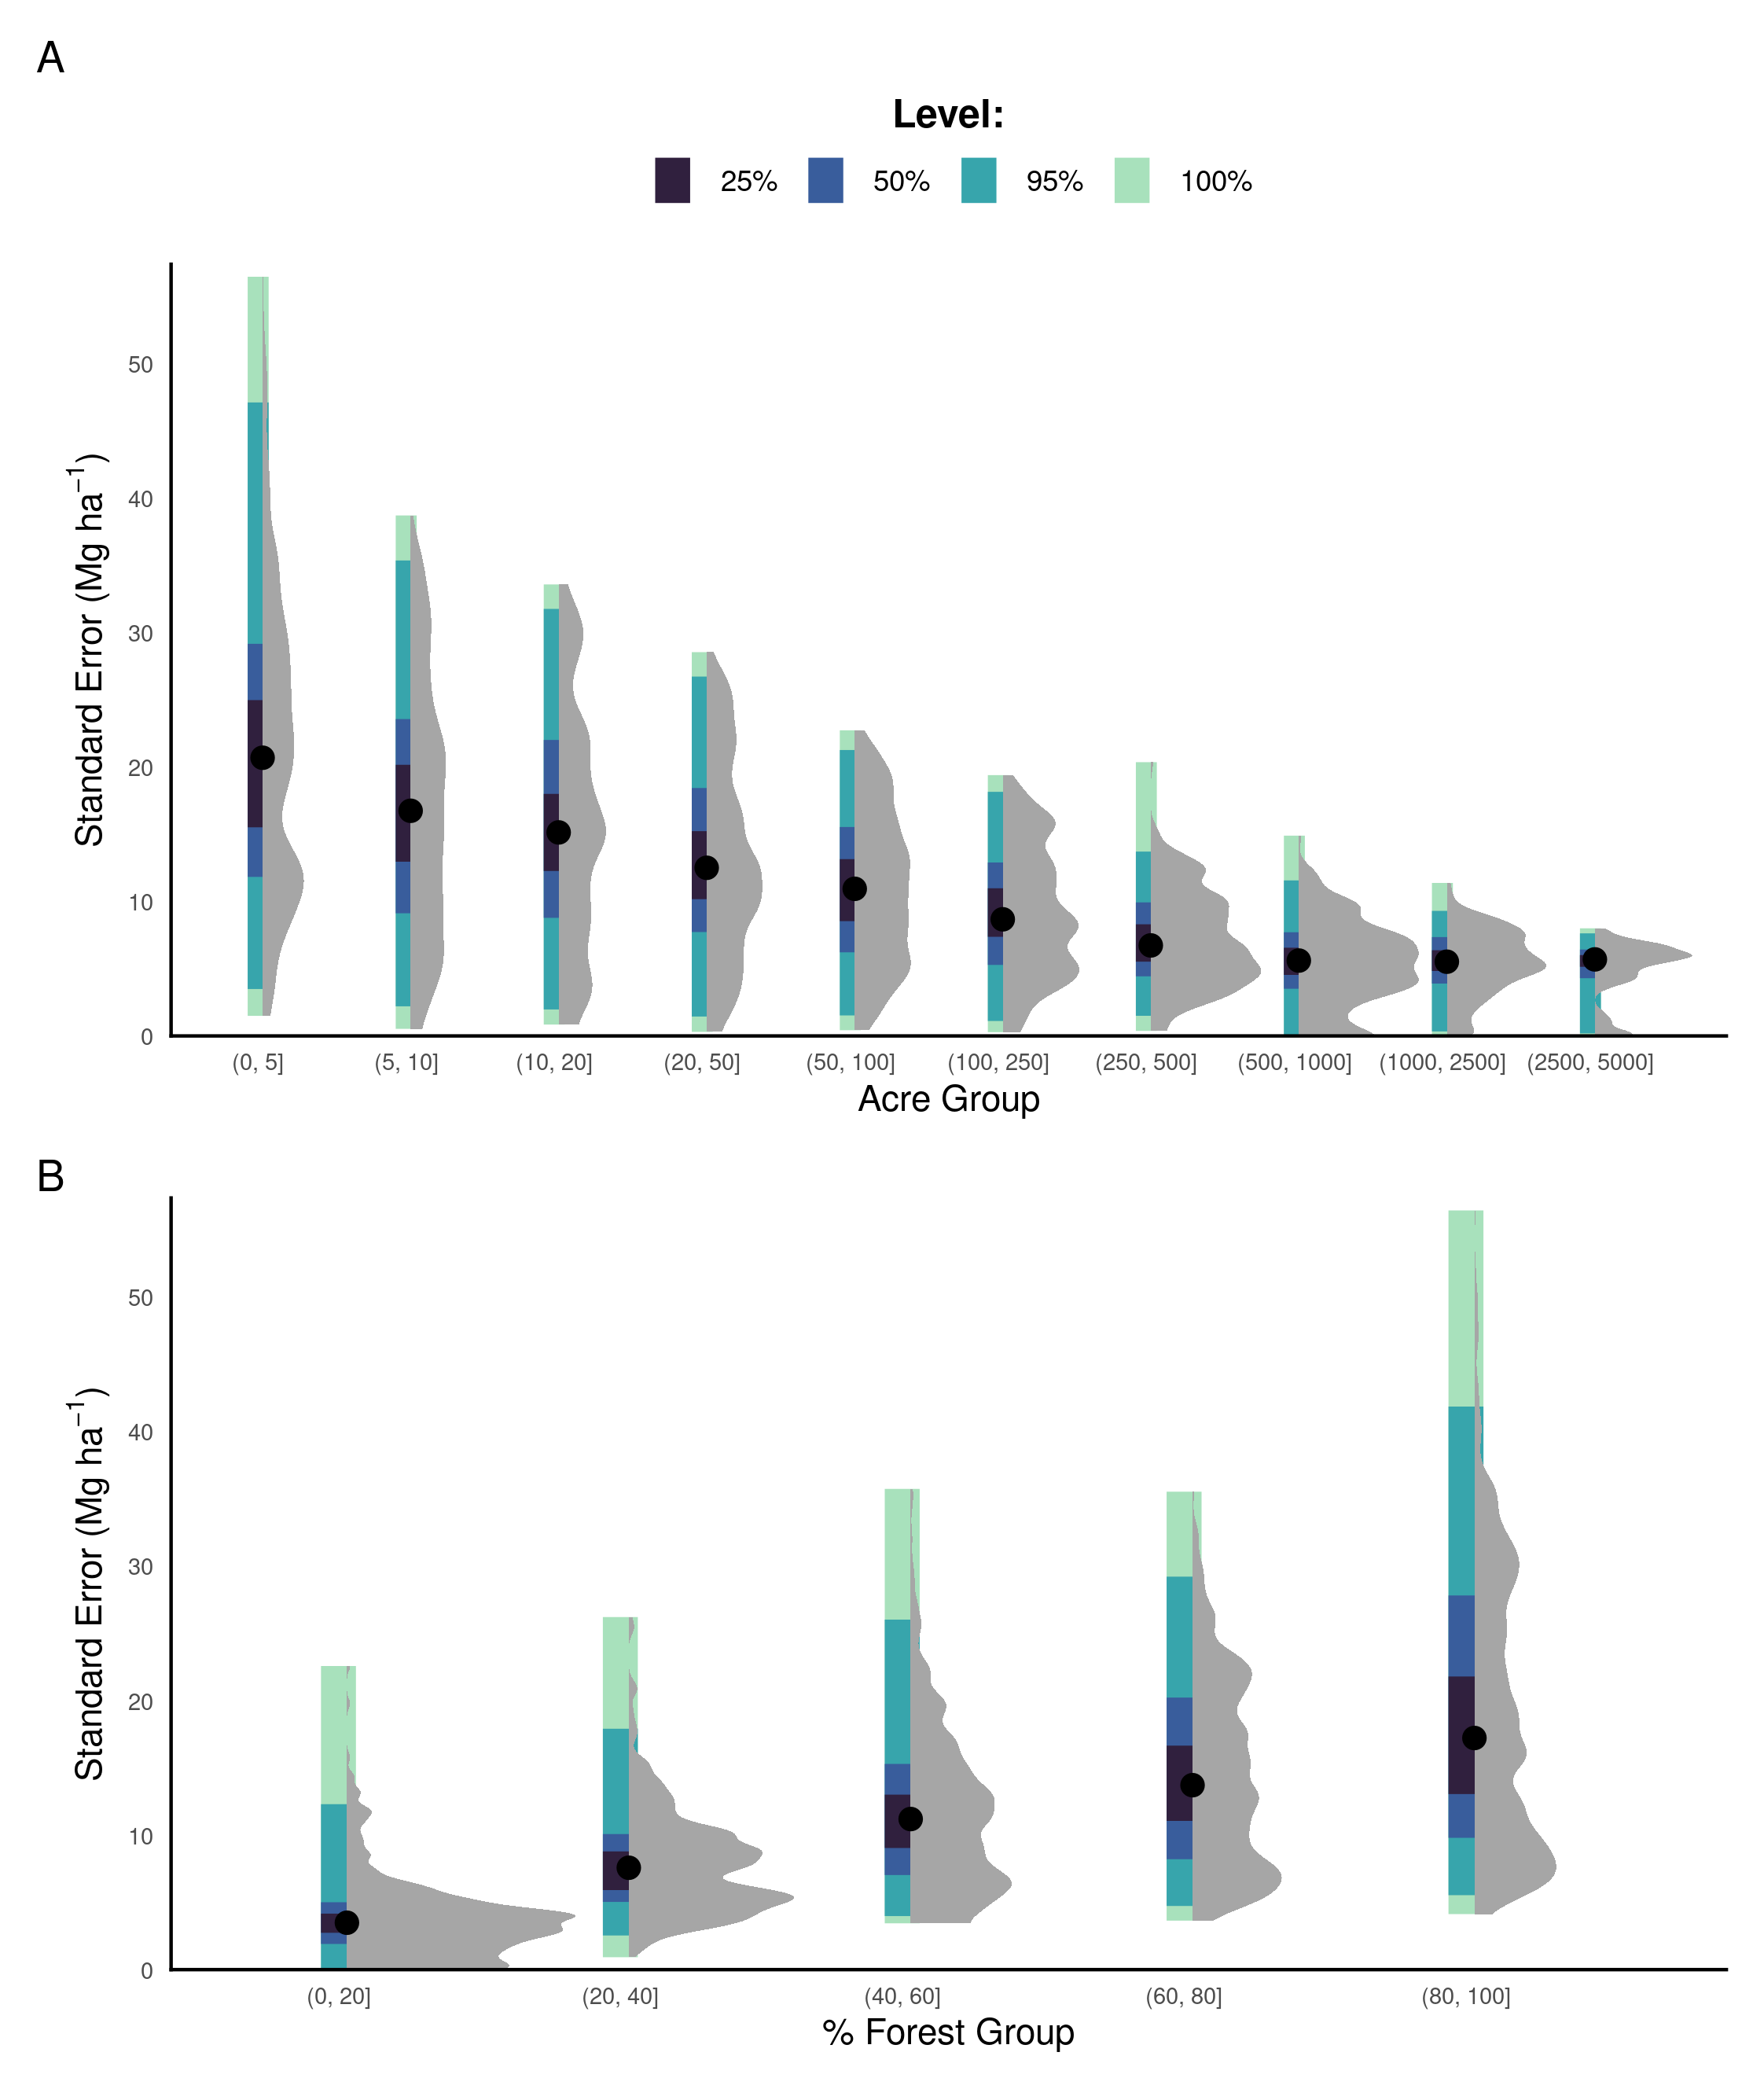 A
Level:
25% 50% 95% 100%
Standard Error (Mg ha⁻¹)
50
40
30
20
10
0
(0, 5] (5, 10] (10, 20] (20, 50] (50, 100] (100, 250] (250, 500] (500, 1000] (1000, 2500] (2500, 5000]
Acre Group
B
Standard Error (Mg ha⁻¹)
50
40
30
20
10
0
(0, 20] (20, 40] (40, 60] (60, 80] (80, 100]
% Forest Group